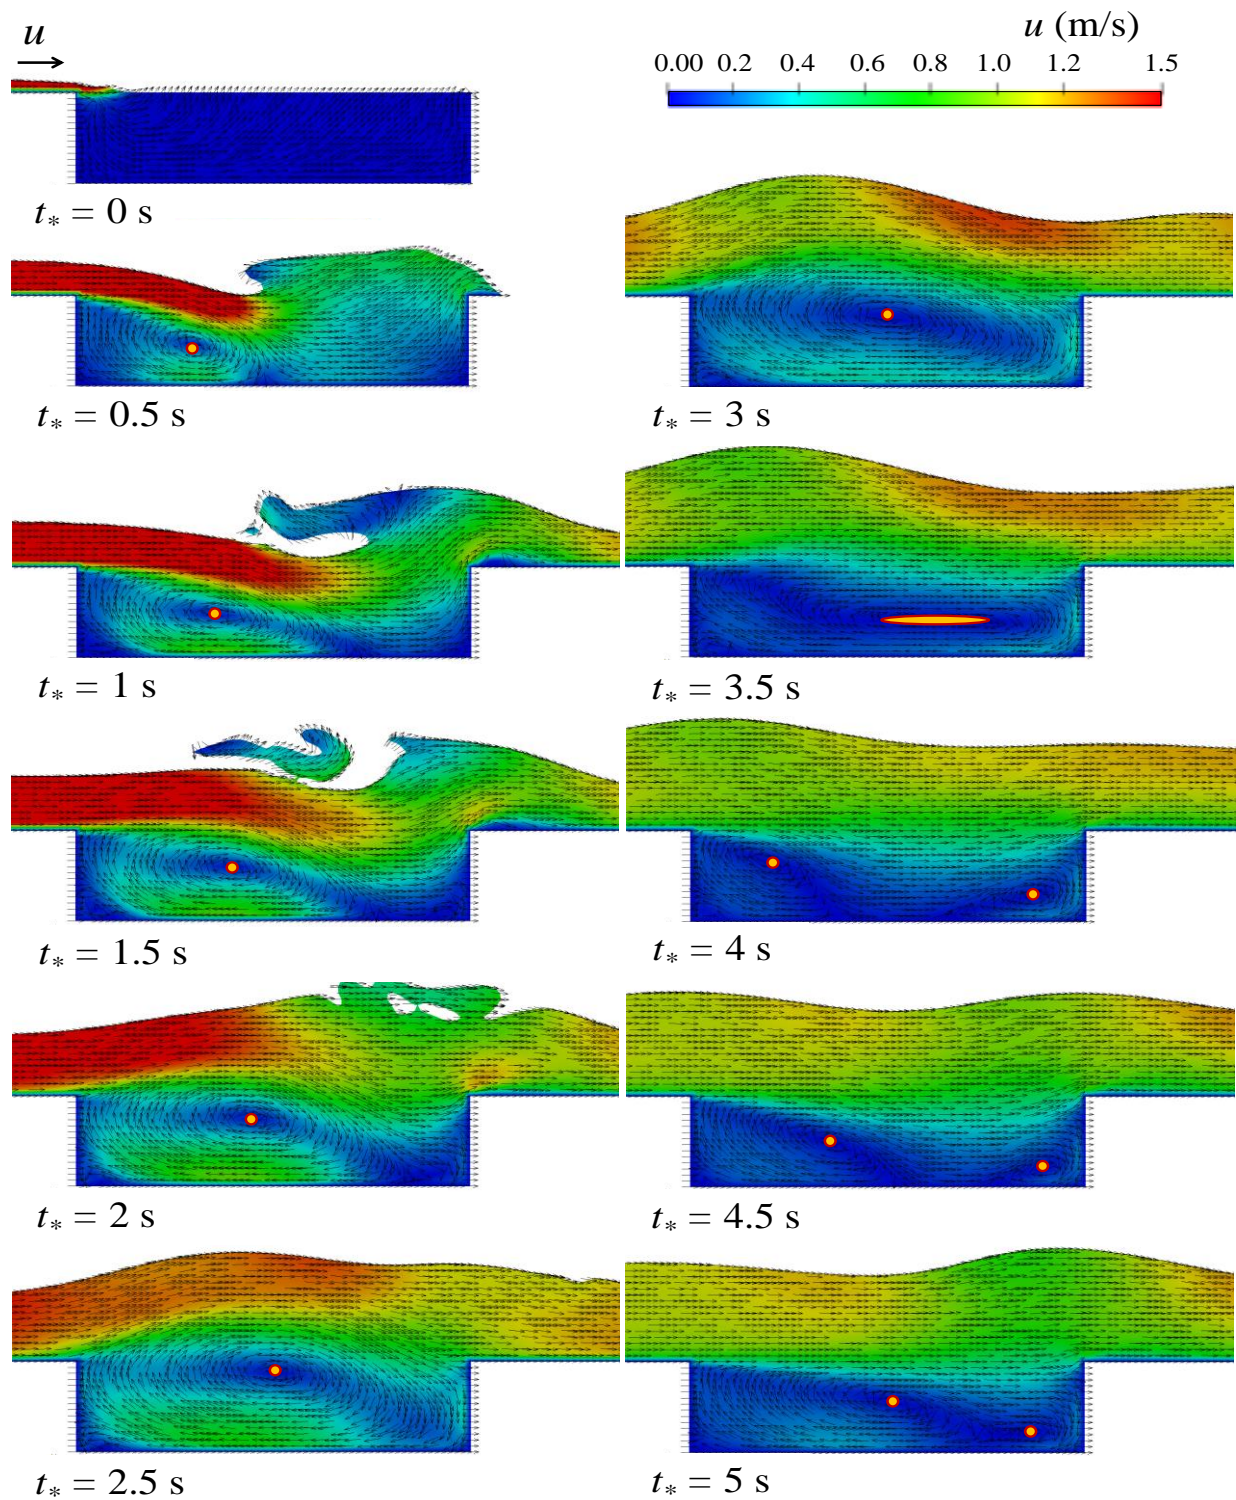 u
u (m/s)
0.00 0.2 0.4 0.6 0.8 1.0 1.2 1.5
t* = 0 s
t* = 0.5 s
t* = 1 s
t* = 1.5 s
t* = 2 s
t* = 2.5 s
t* = 3 s
t* = 3.5 s
t* = 4 s
t* = 4.5 s
t* = 5 s